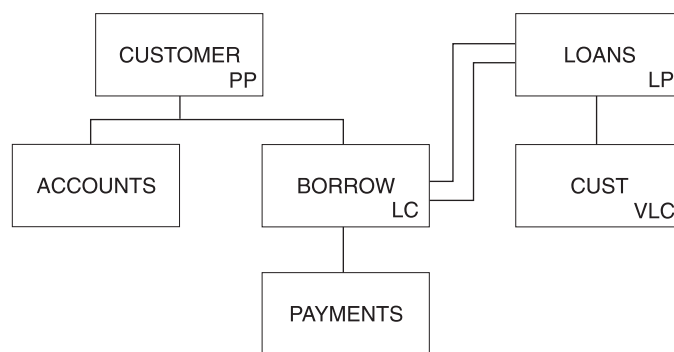 CUSTOMER
PP
LOANS
LP
ACCOUNTS
BORROW
LC
CUST
VLC
PAYMENTS